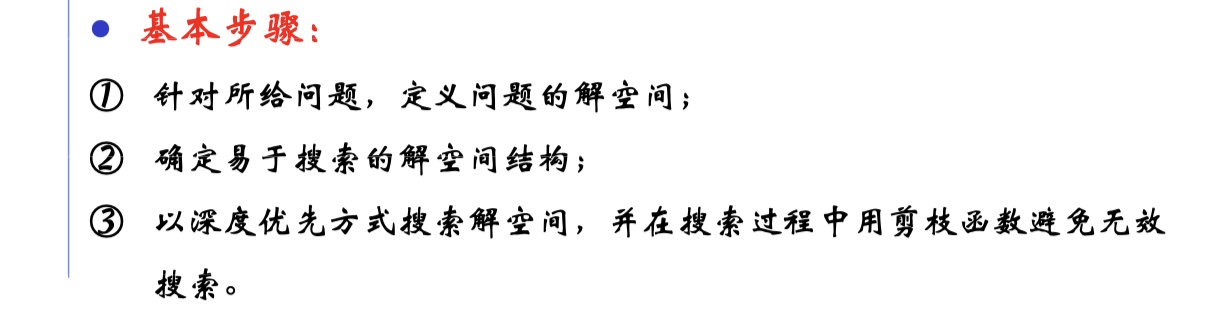 • 基本步骤：
① 针对所给问题，定义问题的解空间；
② 确定易于搜索的解空间结构；
③ 以深度优先方式搜索解空间，并在搜索过程中用剪枝函数避免无效
搜索。